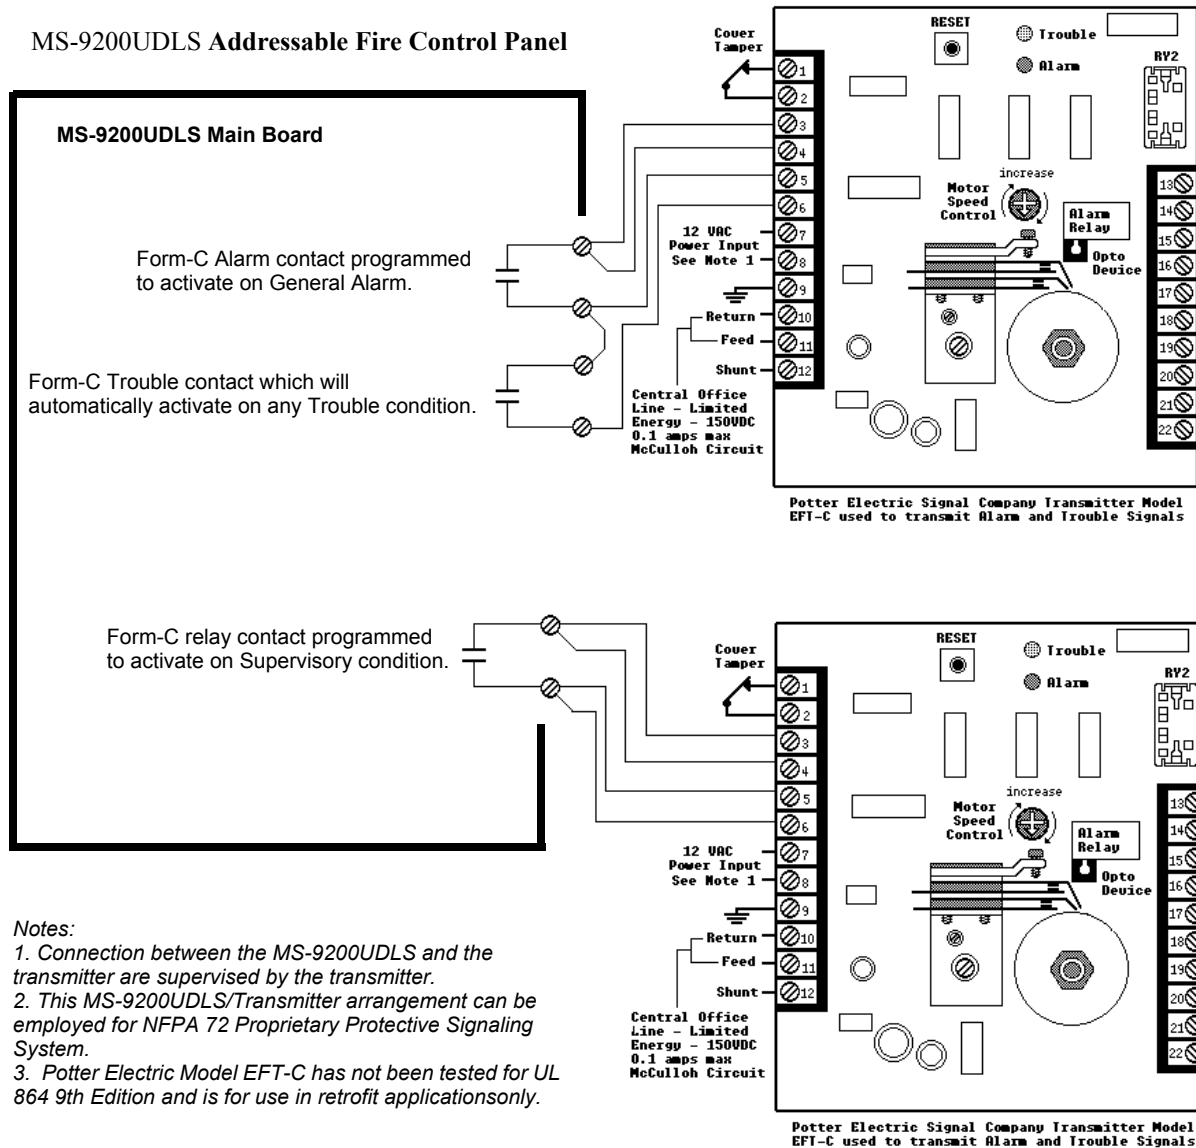 MS-9200UDLS Addressable Fire Control Panel
MS-9200UDLS Main Board
Form-C Alarm contact programmed
to activate on General Alarm.
Form-C Trouble contact which will
automatically activate on any Trouble condition.
Cover
Tamper
1
2
3
4
5
6
12 VAC
Power Input
See Note 1
7
8
9
Return
10
Feed
11
Shunt
12
Central Office
Line - Limited
Energy - 150VDC
0.1 amps max
McCulloh Circuit
RESET
Trouble
Alarm
RY2
increase
Motor
Speed
Control
Alarm
Relay
Opto
Device
13
14
15
16
17
18
19
20
21
22
Potter Electric Signal Company Transmitter Model
EFT-C used to transmit Alarm and Trouble Signals
Form-C relay contact programmed
to activate on Supervisory condition.
Cover
Tamper
1
2
3
4
5
6
12 VAC
Power Input
See Note 1
7
8
9
Return
10
Feed
11
Shunt
12
Central Office
Line - Limited
Energy - 150VDC
0.1 amps max
McCulloh Circuit
RESET
Trouble
Alarm
RY2
increase
Motor
Speed
Control
Alarm
Relay
Opto
Device
13
14
15
16
17
18
19
20
21
22
Potter Electric Signal Company Transmitter Model
EFT-C used to transmit Alarm and Trouble Signals
Notes:
1. Connection between the MS-9200UDLS and the
transmitter are supervised by the transmitter.
2. This MS-9200UDLS/Transmitter arrangement can be
employed for NFPA 72 Proprietary Protective Signaling
System.
3. Potter Electric Model EFT-C has not been tested for UL
864 9th Edition and is for use in retrofit applicationsonly.